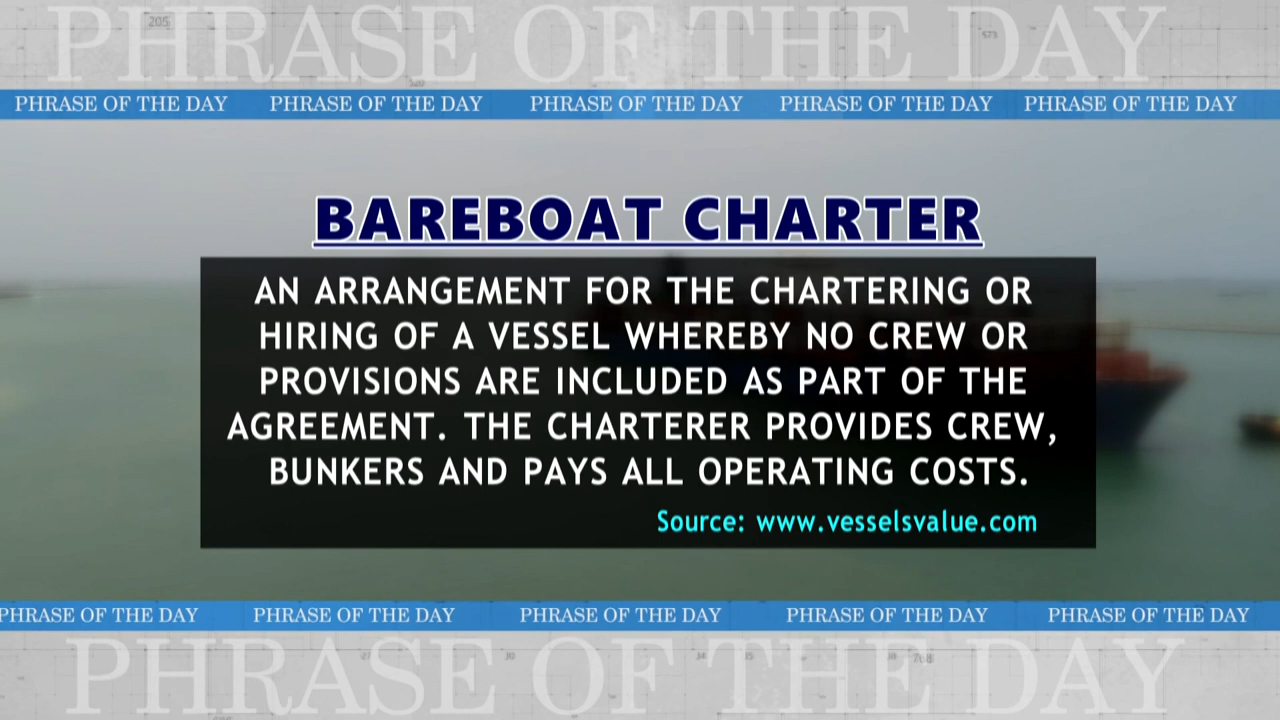 PHRASE OF THE DAY
PHRASE OF THE DAY PHRASE OF THE DAY PHRASE OF THE DAY PHRASE OF THE DAY PHRASE OF THE DAY
BAREBOAT CHARTER
AN ARRANGEMENT FOR THE CHARTERING OR
HIRING OF A VESSEL WHEREBY NO CREW OR
PROVISIONS ARE INCLUDED AS PART OF THE
AGREEMENT. THE CHARTERER PROVIDES CREW,
BUNKERS AND PAYS ALL OPERATING COSTS.
Source: www.vesselsvalue.com
PHRASE OF THE DAY PHRASE OF THE DAY PHRASE OF THE DAY PHRASE OF THE DAY PHRASE OF THE DAY
PHRASE OF THE DAY